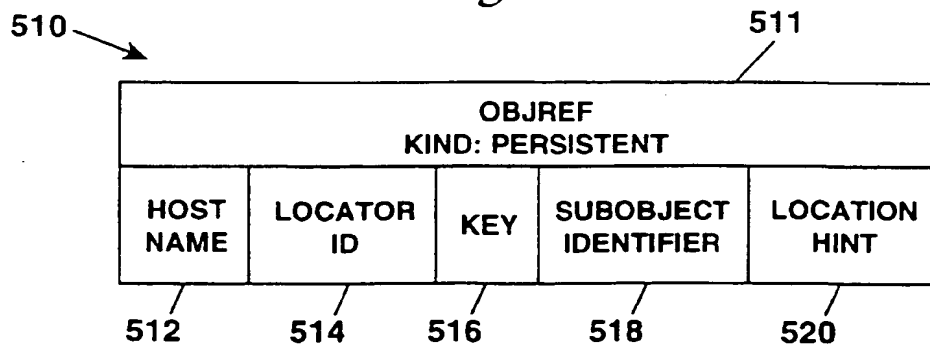 510
511
OBJREF
KIND: PERSISTENT
HOST NAME
LOCATOR ID
KEY
SUBOBJECT IDENTIFIER
LOCATION HINT
512
514
516
518
520